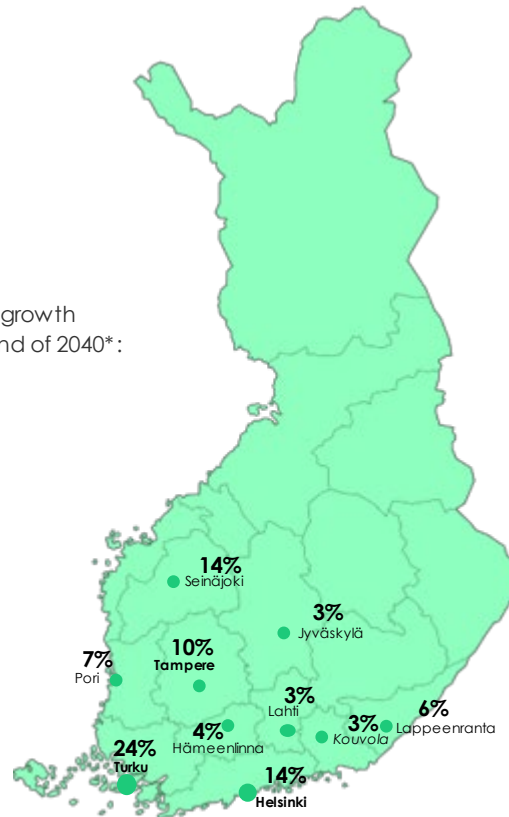 growth
nd of 2040*:
14%
Seinäjoki
3%
Jyväskylä
10%
Tampere
7%
Pori
3%
Lahti
6%
Lappeenranta
4%
Hämeenlinna
3%
Kouvola
24%
Turku
14%
Helsinki